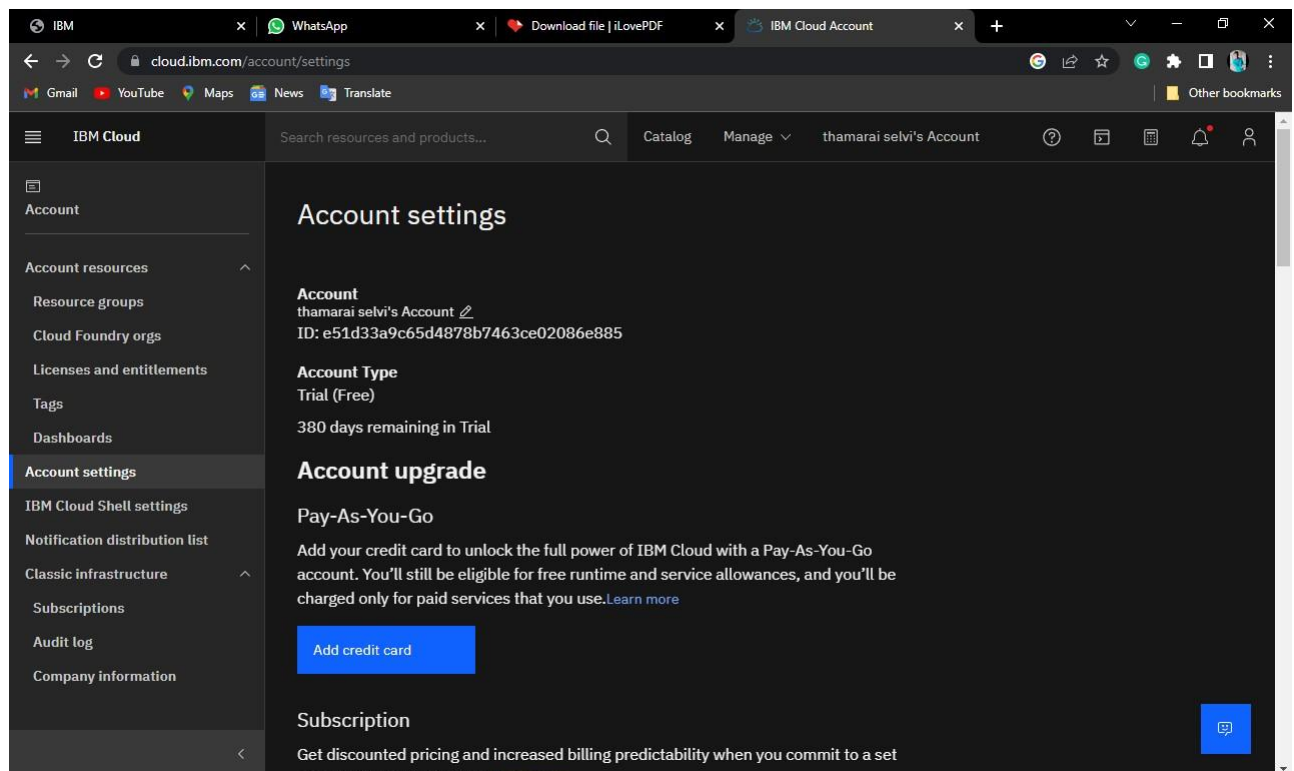 IBM
WhatsApp
Download file | iLovePDF
IBM Cloud Account
cloud.ibm.com/account/settings
Gmail
YouTube
Maps
News
Translate
Other bookmarks
IBM Cloud
Search resources and products...
Catalog
Manage
thamarai selvi's Account
Account
Account resources
Resource groups
Cloud Foundry orgs
Licenses and entitlements
Tags
Dashboards
Account settings
IBM Cloud Shell settings
Notification distribution list
Classic infrastructure
Subscriptions
Audit log
Company information
Account settings
Account
thamarai selvi's Account
ID: e51d33a9c65d4878b7463ce02086e885
Account Type
Trial (Free)
380 days remaining in Trial
Account upgrade
Pay-As-You-Go
Add your credit card to unlock the full power of IBM Cloud with a Pay-As-You-Go
account. You’ll still be eligible for free runtime and service allowances, and you’ll be
charged only for paid services that you use.Learn more
Add credit card
Subscription
Get discounted pricing and increased billing predictability when you commit to a set